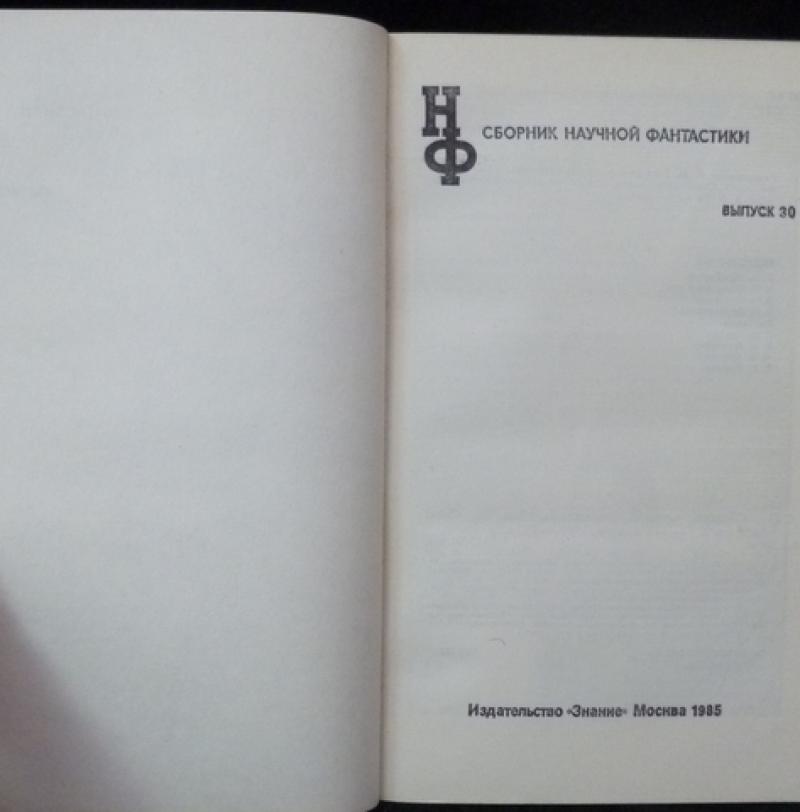 НФ
СБОРНИК НАУЧНОЙ ФАНТАСТИКИ
ВЫПУСК 30
Издательство «Знание» Москва 1985